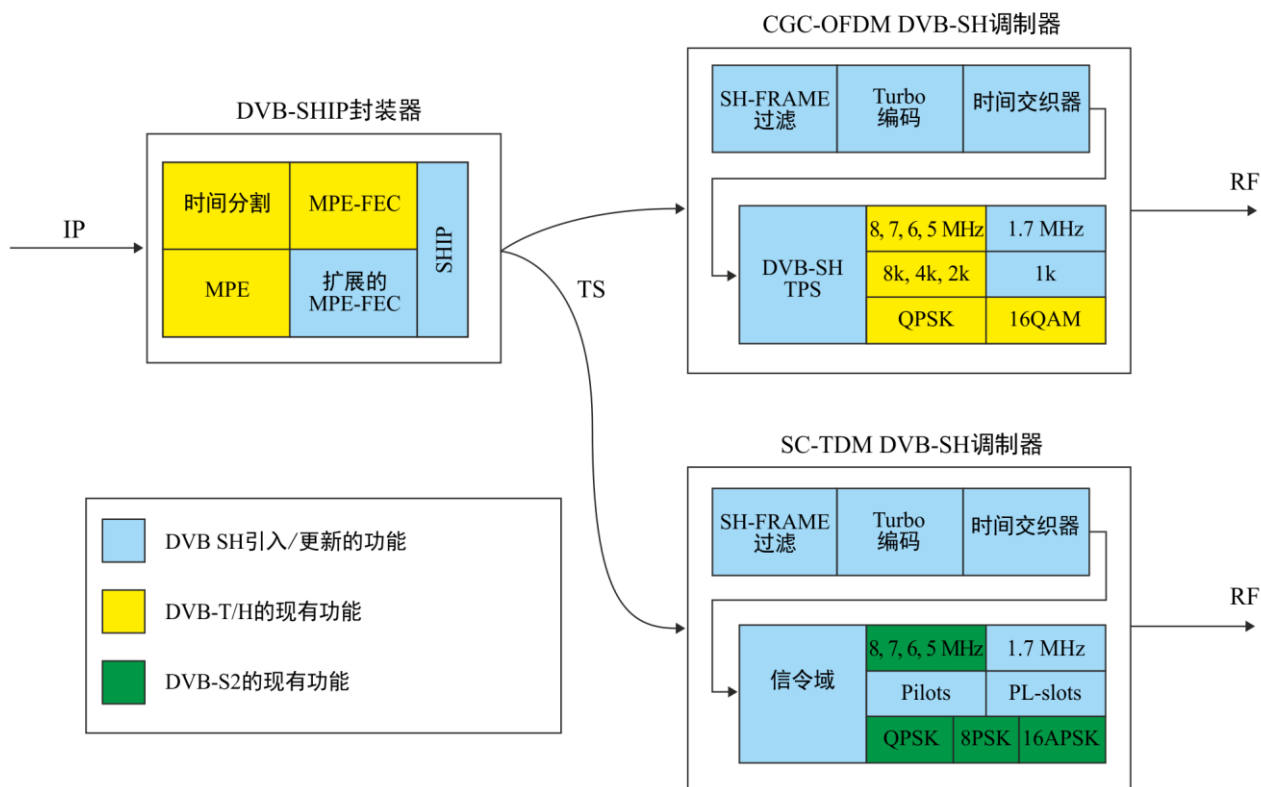 CGC-OFDM DVB-SH调制器
SH-FRAME
过滤
Turbo
编码
时间交织器
DVB-SH
TPS
8, 7, 6, 5 MHz
1.7 MHz
8k, 4k, 2k
1k
QPSK
16QAM
RF
DVB-SHIP封装器
时间分割
MPE-FEC
MPE
扩展的
MPE-FEC
SHIP
IP
TS
SC-TDM DVB-SH调制器
SH-FRAME
过滤
Turbo
编码
时间交织器
信令域
8, 7, 6, 5 MHz
1.7 MHz
Pilots
PL-slots
QPSK
8PSK
16APSK
RF
DVB SH引入/更新的功能
DVB-T/H的现有功能
DVB-S2的现有功能